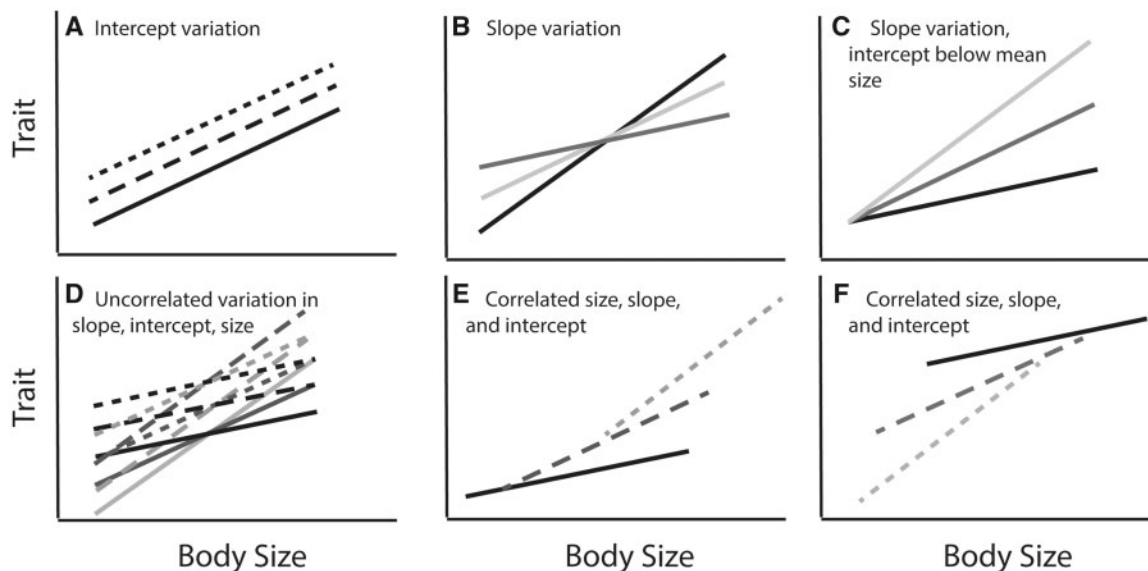 A Intercept variation
B Slope variation
C Slope variation,
intercept below mean
size
Trait
D Uncorrelated variation in
slope, intercept, size
E Correlated size, slope,
and intercept
F Correlated size, slope,
and intercept
Trait
Body Size
Body Size
Body Size